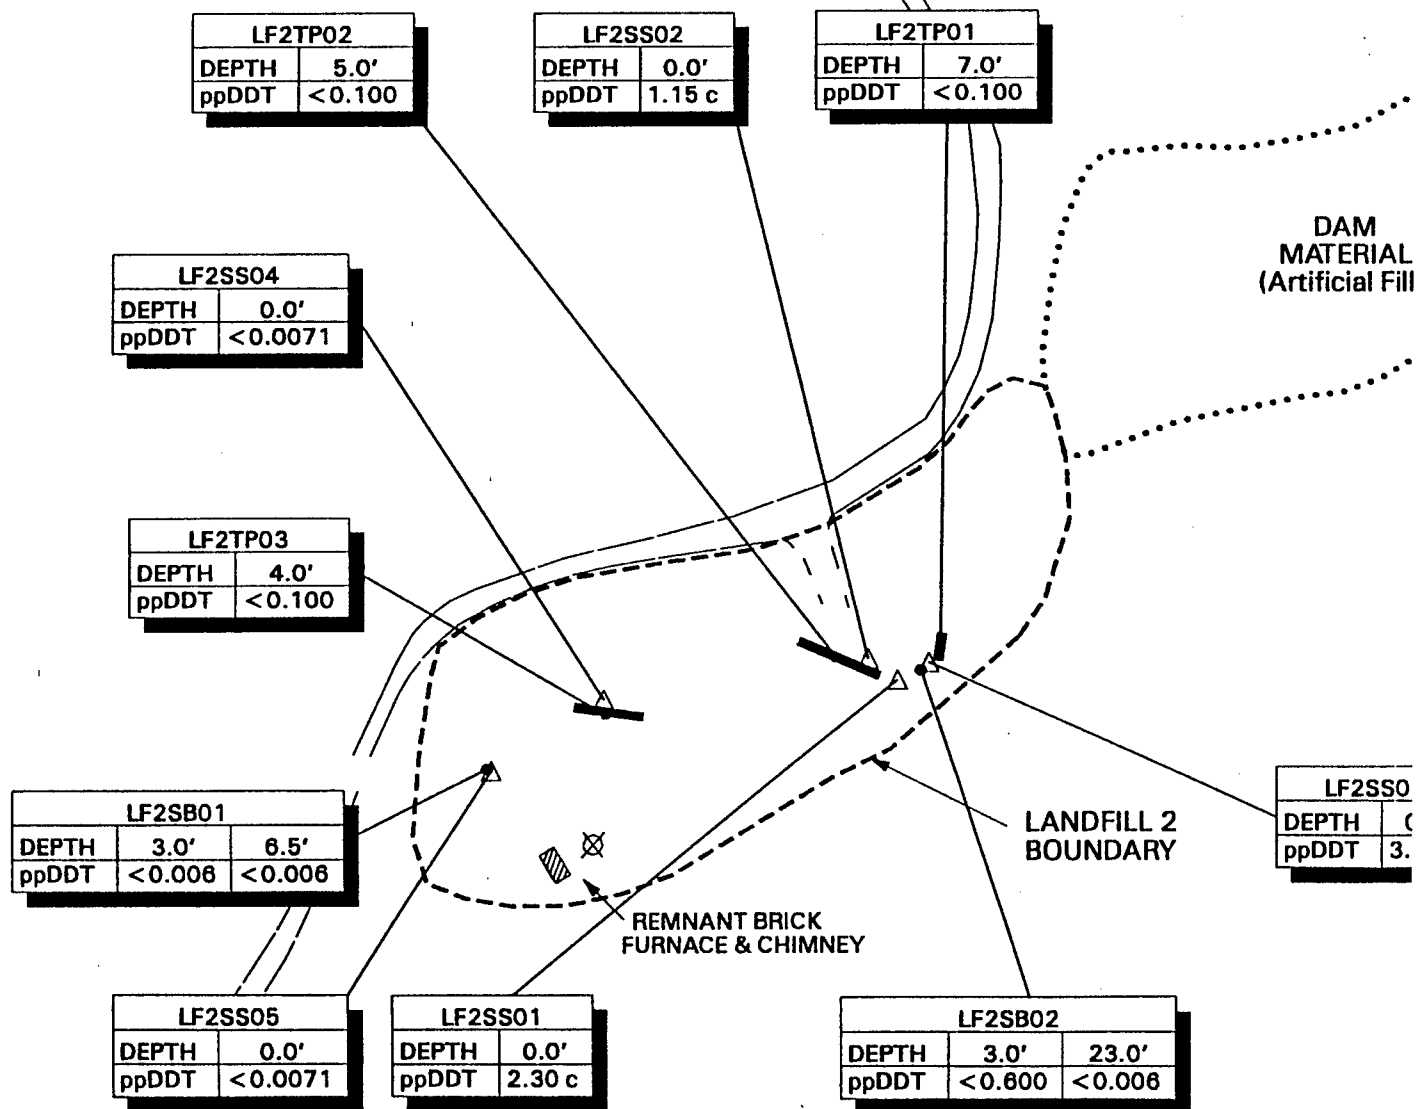 LF2TP02
DEPTH 5.0'
ppDDT <0.100
LF2SS02
DEPTH 0.0'
ppDDT 1.15 c
LF2TP01
DEPTH 7.0'
ppDDT <0.100
DAM
MATERIAL
(Artificial Fill
LF2SS04
DEPTH 0.0'
ppDDT <0.0071
LF2TP03
DEPTH 4.0'
ppDDT <0.100
LF2SB01
DEPTH 3.0' 6.5'
ppDDT <0.006 <0.006
LANDFILL 2
BOUNDARY
LF2SS0
DEPTH
ppDDT 3.
REMNANT BRICK
FURNACE & CHIMNEY
LF2SS05
DEPTH 0.0'
ppDDT <0.0071
LF2SS01
DEPTH 0.0'
ppDDT 2.30 c
LF2SB02
DEPTH 3.0' 23.0'
ppDDT <0.600 <0.006